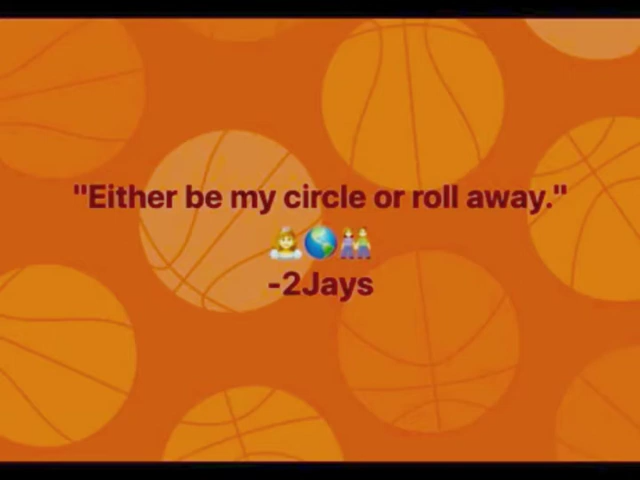 "Either be my circle or roll away."
👰🌎👫
-2Jays